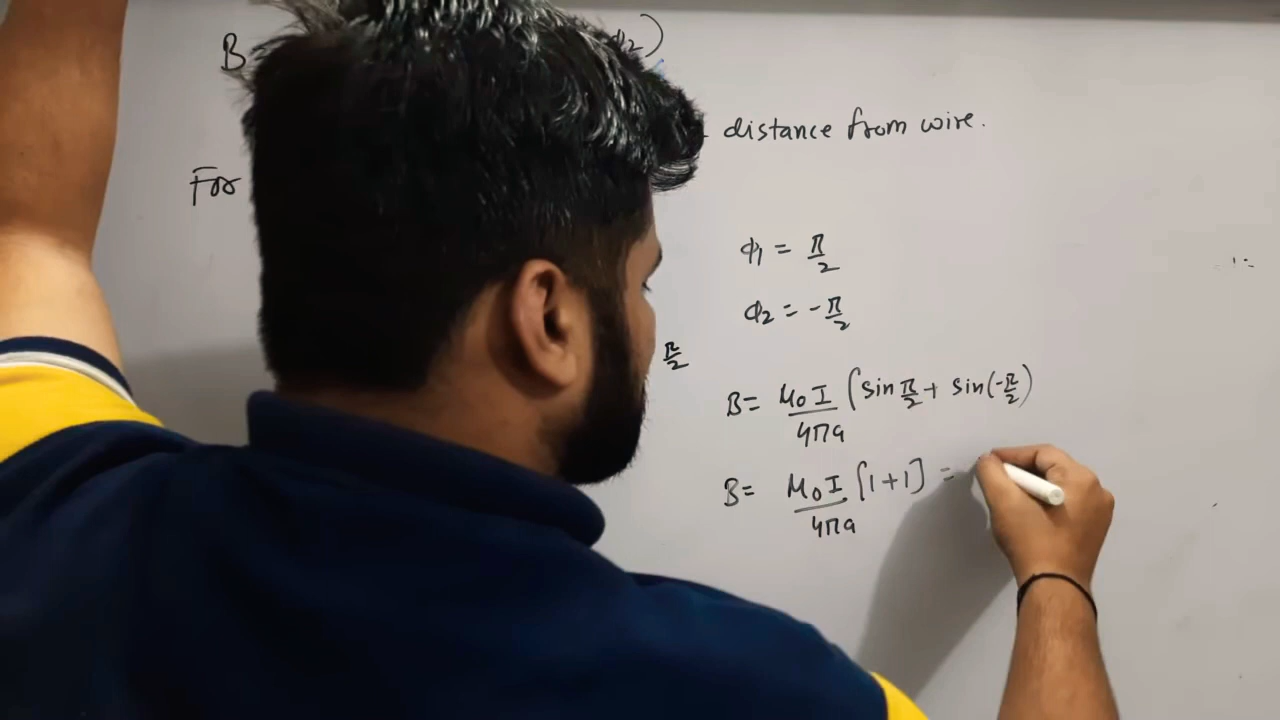 B ϕ₂)
distance from wire.
For
ϕ₁ = π/2
ϕ₂ = -π/2
π/2
B= μ₀I/4πa (sin π/2 + sin(-π/2)
B= μ₀I/4πa [1+1] =